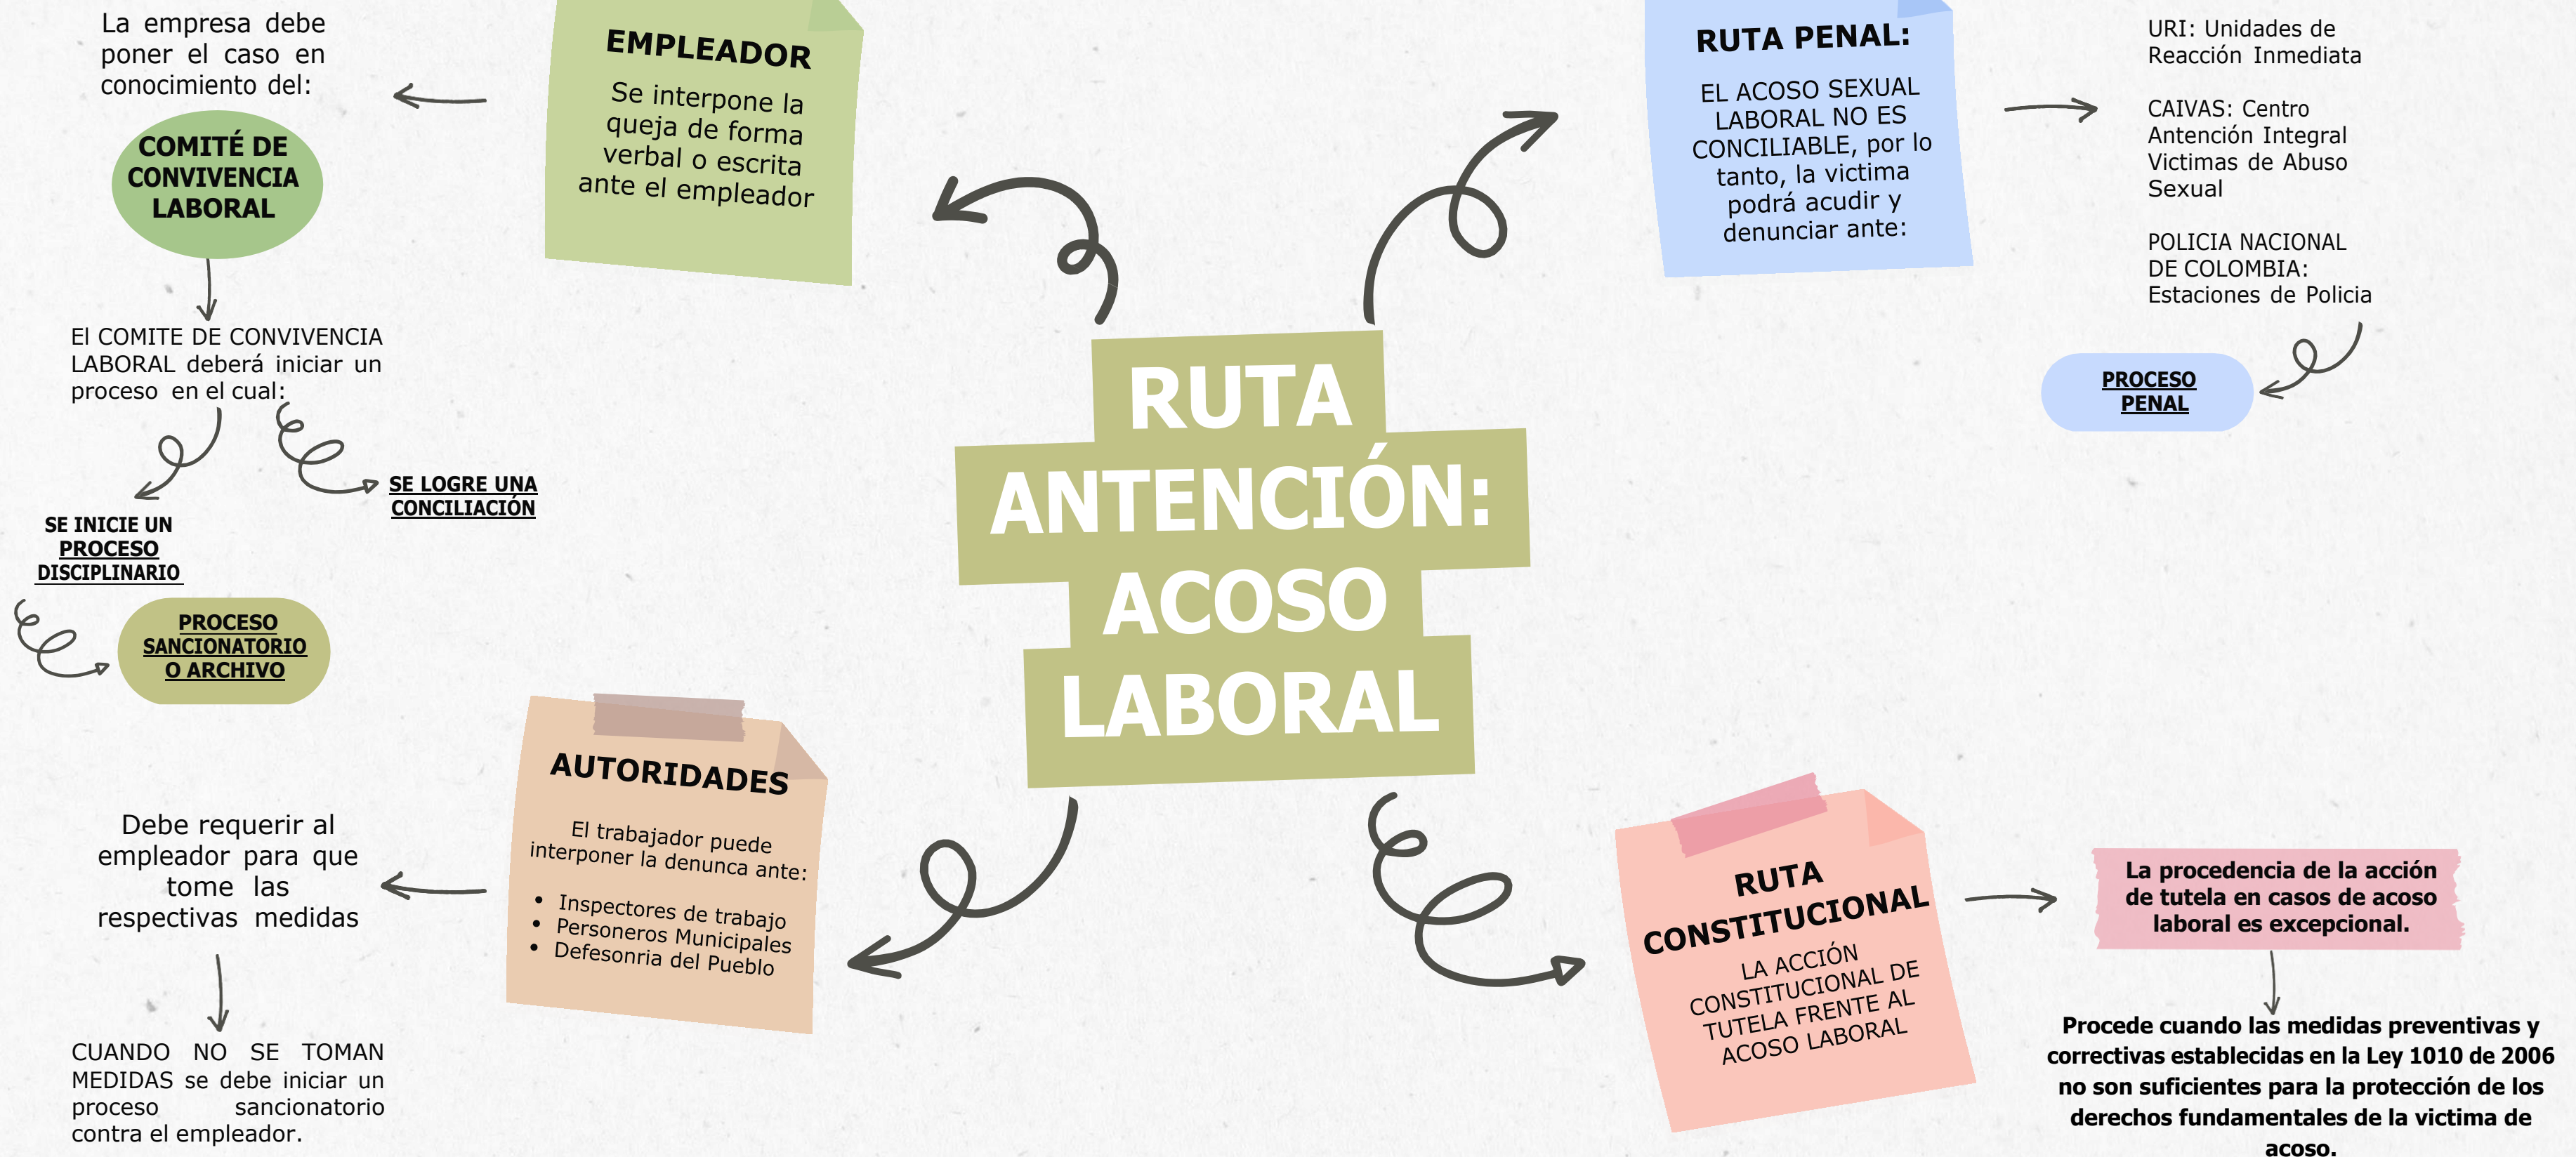 La empresa debe
poner el caso en
conocimiento del:
COMITÉ DE
CONVIVENCIA
LABORAL
El COMITE DE CONVIVENCIA
LABORAL deberá iniciar un
proceso en el cual:
SE LOGRE UNA
CONCILIACIÓN
SE INICIE UN
PROCESO
DISCIPLINARIO
PROCESO
SANCIONATORIO
O ARCHIVO
EMPLEADOR
Se interpone la
queja de forma
verbal o escrita
ante el empleador
RUTA
ANTENCIÓN:
ACOSO
LABORAL
RUTA PENAL:
EL ACOSO SEXUAL
LABORAL NO ES
CONCILIABLE, por lo
tanto, la victima
podrá acudir y
denunciar ante:
URI: Unidades de
Reacción Inmediata
CAIVAS: Centro
Antención Integral
Victimas de Abuso
Sexual
POLICIA NACIONAL
DE COLOMBIA:
Estaciones de Policia
PROCESO
PENAL
AUTORIDADES
El trabajador puede
interponer la denunca ante:
• Inspectores de trabajo
• Personeros Municipales
• Defesonria del Pueblo
Debe requerir al
empleador para que
tome las
respectivas medidas
CUANDO NO SE TOMAN
MEDIDAS se debe iniciar un
proceso sancionatorio
contra el empleador.
RUTA
CONSTITUCIONAL
LA ACCIÓN
CONSTITUCIONAL DE
TUTELA FRENTE AL
ACOSO LABORAL
La procedencia de la acción
de tutela en casos de acoso
laboral es excepcional.
Procede cuando las medidas preventivas y
correctivas establecidas en la Ley 1010 de 2006
no son suficientes para la protección de los
derechos fundamentales de la victima de
acoso.